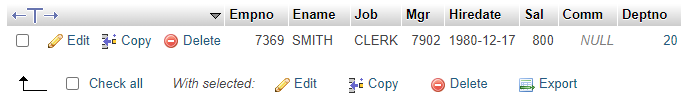 Empno Ename Job Mgr Hiredate Sal Comm Deptno
Edit Copy Delete 7369 SMITH CLERK 7902 1980-12-17 800 NULL 20
Check all With selected: Edit Copy Delete Export